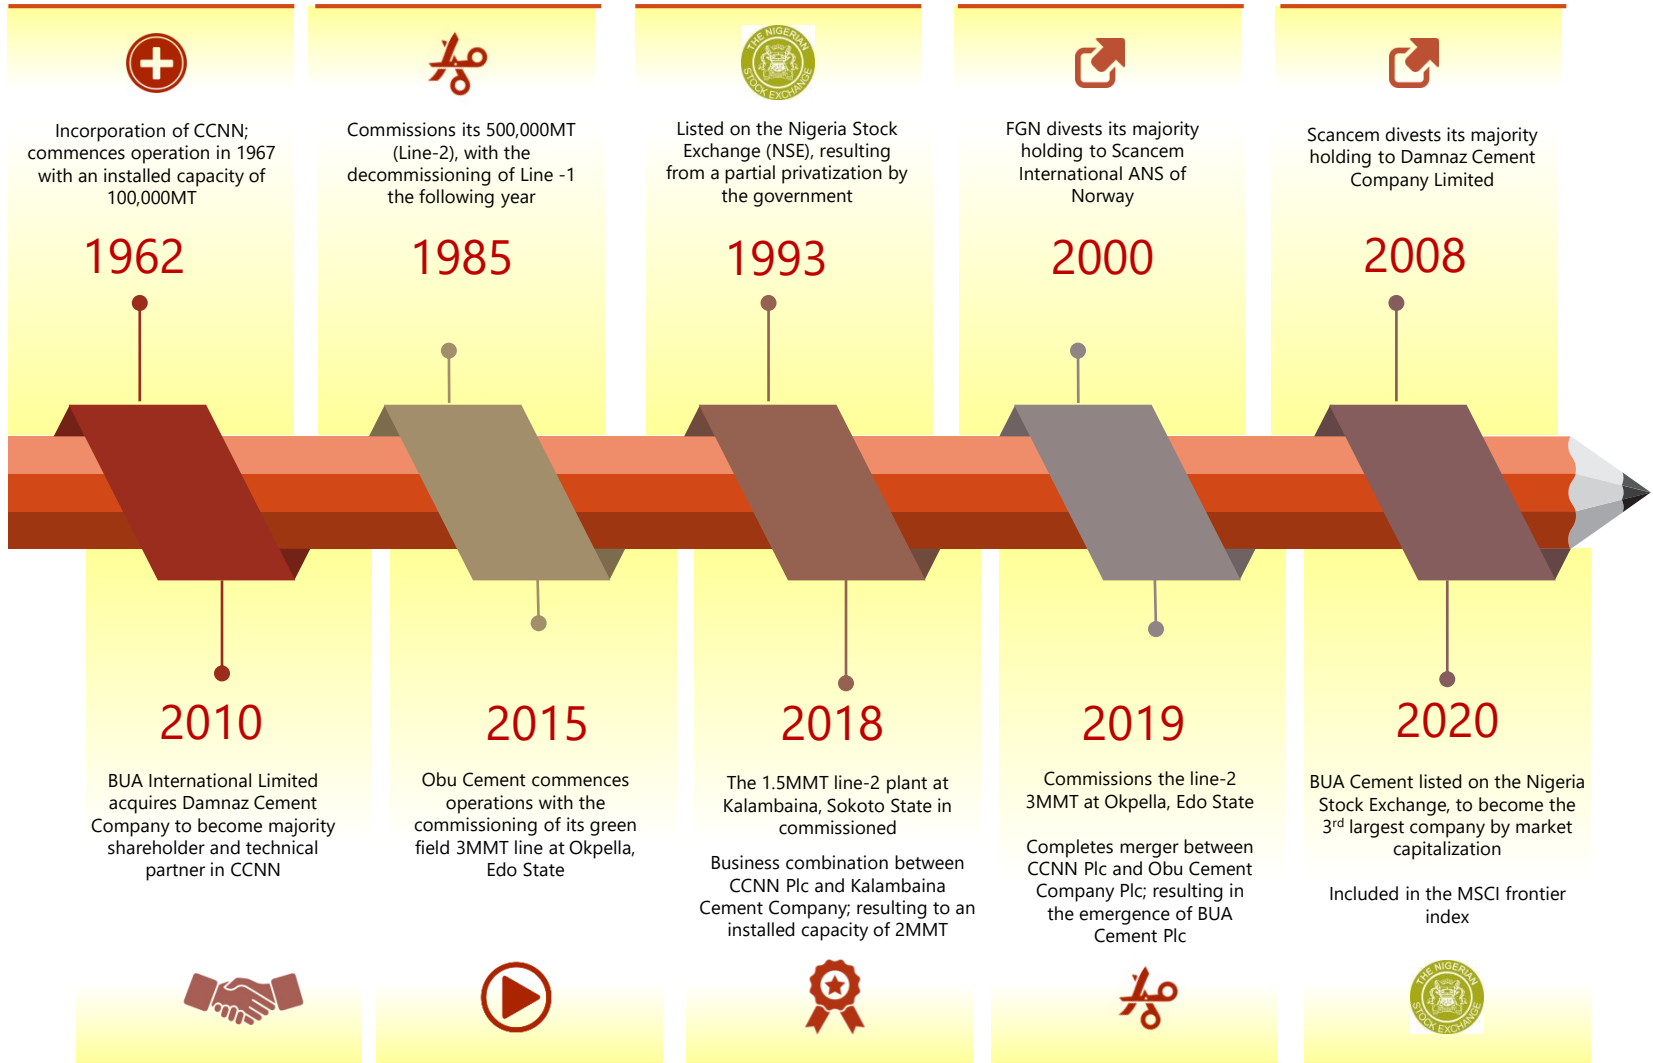 THE NIGERIAN
STOCK EXCHANGE
Incorporation of CCNN;
commences operation in 1967
with an installed capacity of
100,000MT
1962
Commissions its 500,000MT
(Line-2), with the
decommissioning of Line -1
the following year
1985
Listed on the Nigeria Stock
Exchange (NSE), resulting
from a partial privatization by
the government
1993
FGN divests its majority
holding to Scancem
International ANS of
Norway
2000
Scancem divests its majority
holding to Damnaz Cement
Company Limited
2008
2010
BUA International Limited
acquires Damnaz Cement
Company to become majority
shareholder and technical
partner in CCNN
2015
Obu Cement commences
operations with the
commissioning of its green
field 3MMT line at Okpella,
Edo State
2018
The 1.5MMT line-2 plant at
Kalambaina, Sokoto State in
commissioned
Business combination between
CCNN Plc and Kalambaina
Cement Company; resulting to an
installed capacity of 2MMT
2019
Commissions the line-2
3MMT at Okpella, Edo State
Completes merger between
CCNN Plc and Obu Cement
Company Plc; resulting in
the emergence of BUA
Cement Plc
2020
BUA Cement listed on the Nigeria
Stock Exchange, to become the
3rd largest company by market
capitalization
Included in the MSCI frontier
index
THE NIGERIAN
STOCK EXCHANGE